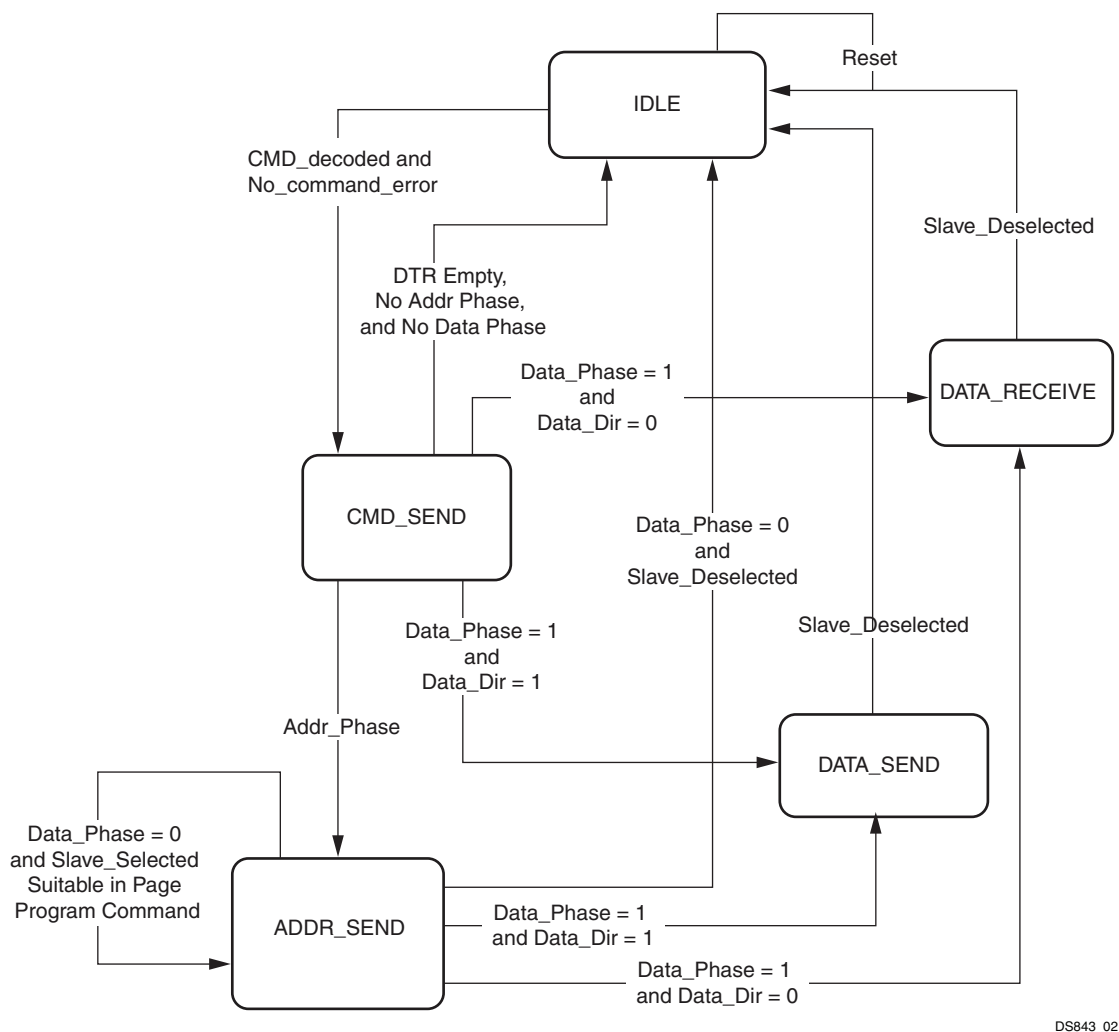 Reset
IDLE
CMD_decoded and
No_command_error
Slave_Deselected
DTR Empty,
No Addr Phase,
and No Data Phase
Data_Phase = 1
and
Data_Dir = 0
DATA_RECEIVE
CMD_SEND
Data_Phase = 0
and
Slave_Deselected
Data_Phase = 1
and
Data_Dir = 1
Slave_Deselected
Addr_Phase
DATA_SEND
Data_Phase = 0
and Slave_Selected
Suitable in Page
Program Command
ADDR_SEND
Data_Phase = 1
and Data_Dir = 1
Data_Phase = 1
and Data_Dir = 0
DS843_02